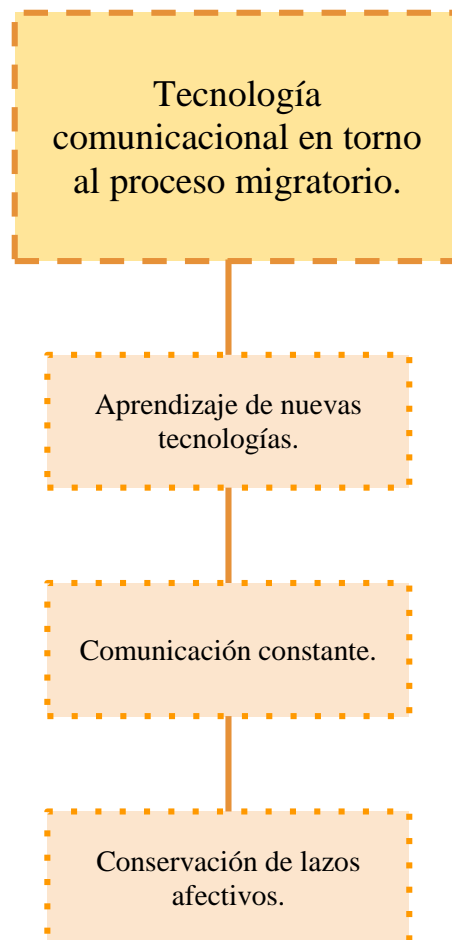 Tecnología
comunicacional en torno
al proceso migratorio.
Aprendizaje de nuevas
tecnologías.
Comunicación constante.
Conservación de lazos
afectivos.